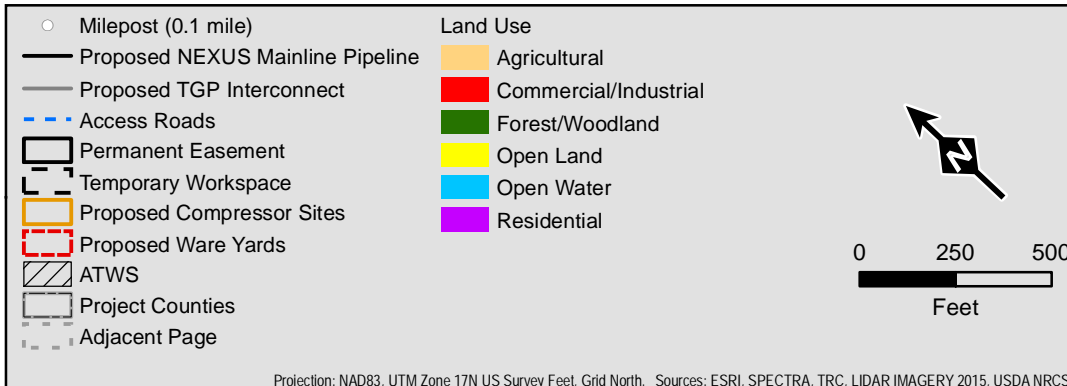 Milepost (0.1 mile)
Proposed NEXUS Mainline Pipeline
Proposed TGP Interconnect
Access Roads
Permanent Easement
Temporary Workspace
Proposed Compressor Sites
Proposed Ware Yards
ATWS
Project Counties
Adjacent Page
Land Use
Agricultural
Commercial/Industrial
Forest/Woodland
Open Land
Open Water
Residential
N
0 250 500
Feet
Projection: NAD83, UTM Zone 17N US Survey Feet, Grid North, Sources: ESRI, SPECTRA, TRC, LIDAR IMAGERY 2015, USDA NRCS